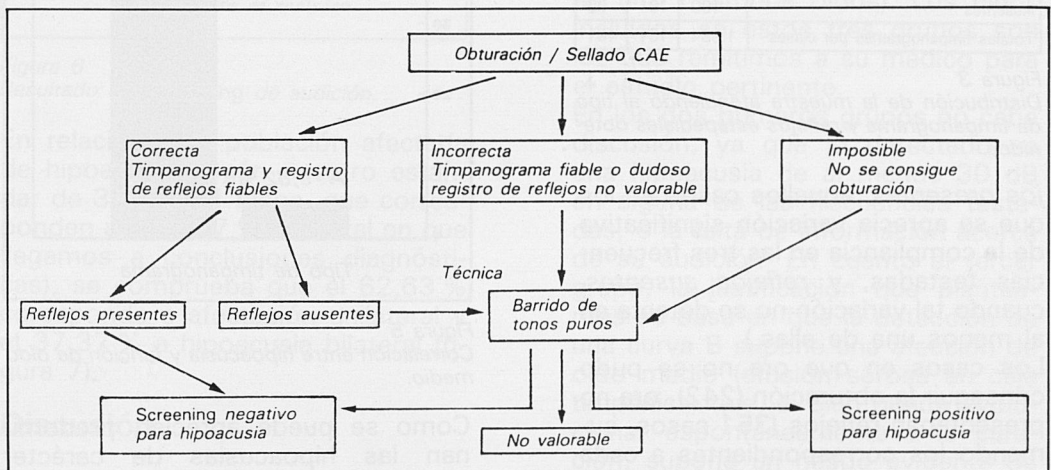 Obturación / Sellado CAE
Correcta
Timpanograma y registro
de reflejos fiables
Incorrecta
Timpanograma fiable o dudoso
registro de reflejos no valorable
Imposible
No se consigue
obturación
Técnica
Reflejos presentes
Reflejos ausentes
Barrido de
tonos puros
Screening negativo
para hipoacusia
No valorable
Screening positivo
para hipoacusia